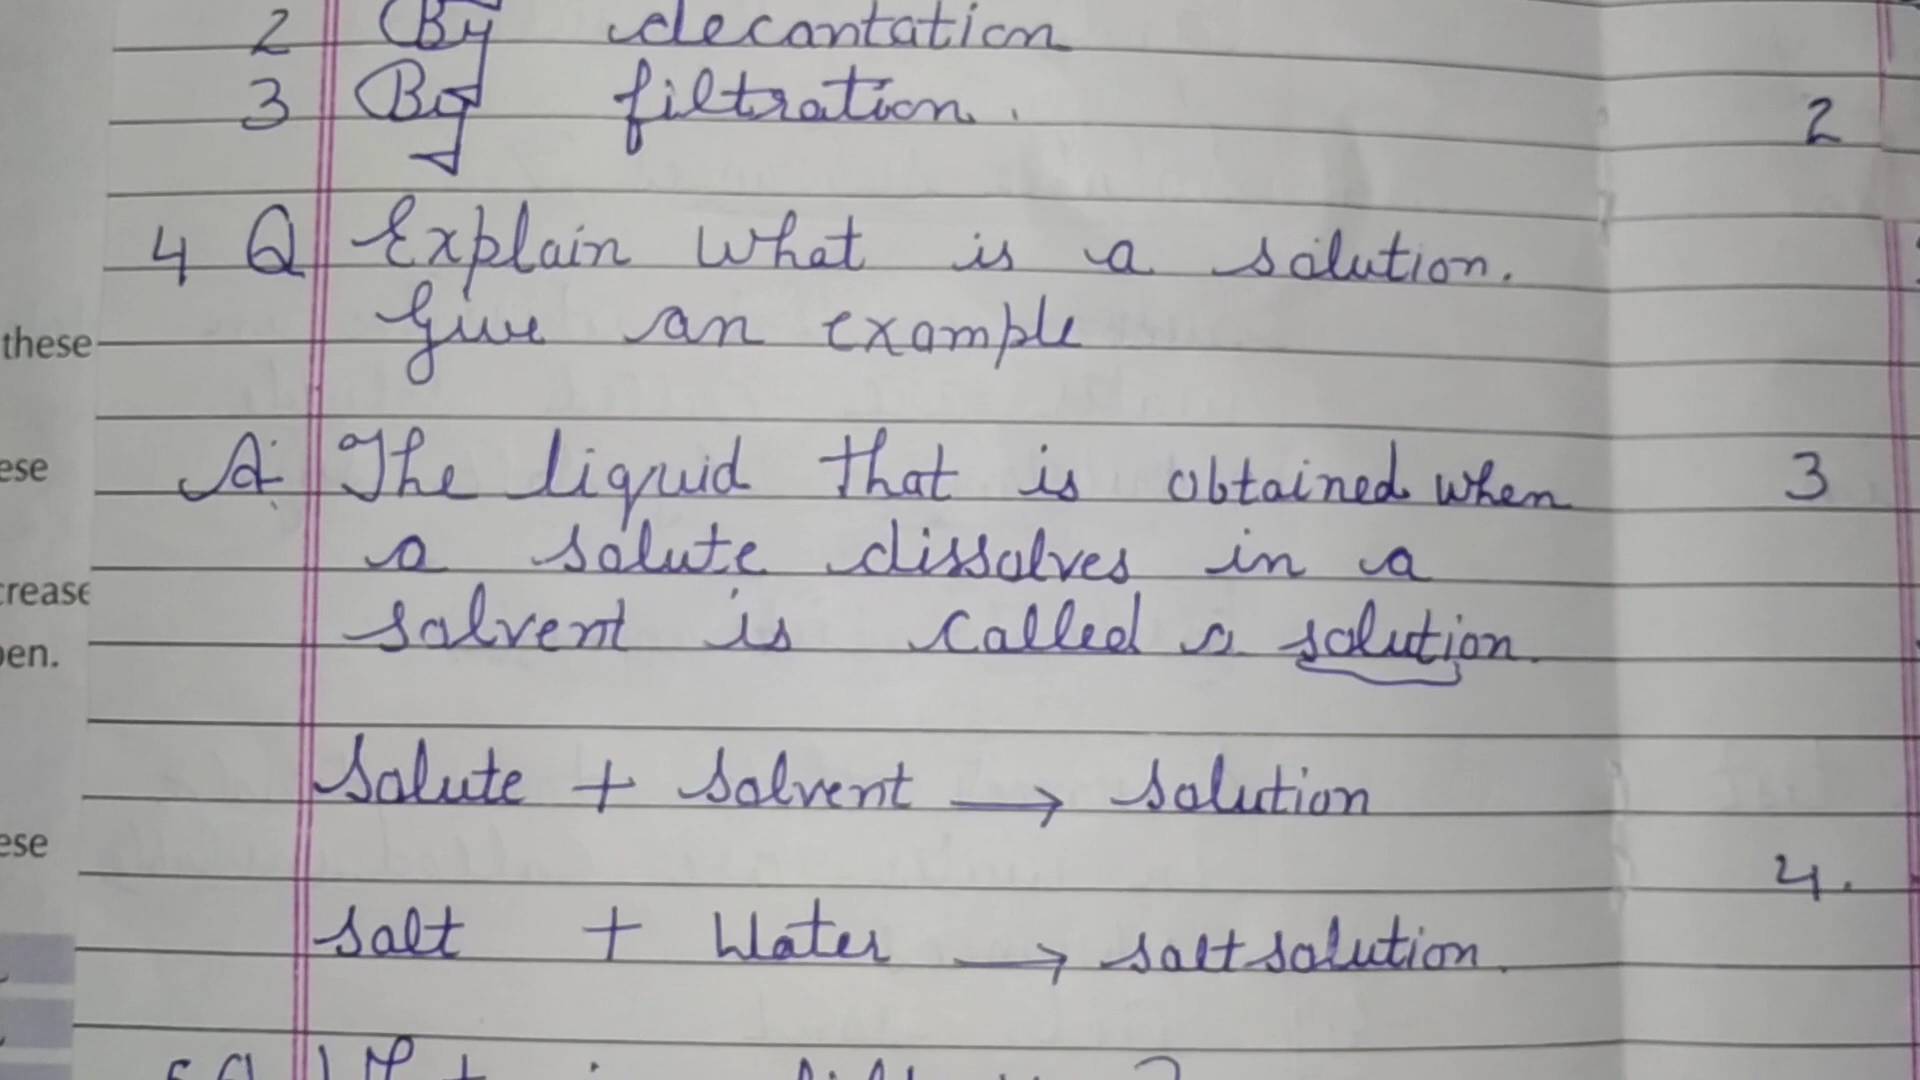 2 By decantation
3 By filtration.
2
4 Q Explain what is a solution.
Give an example
these
A: The liquid that is obtained when
3
ese
a solute dissolves in a
crease
solvent is called a solution.
pen.
Solute + Solvent → Solution
ese
4.
Salt + Water → salt solution.